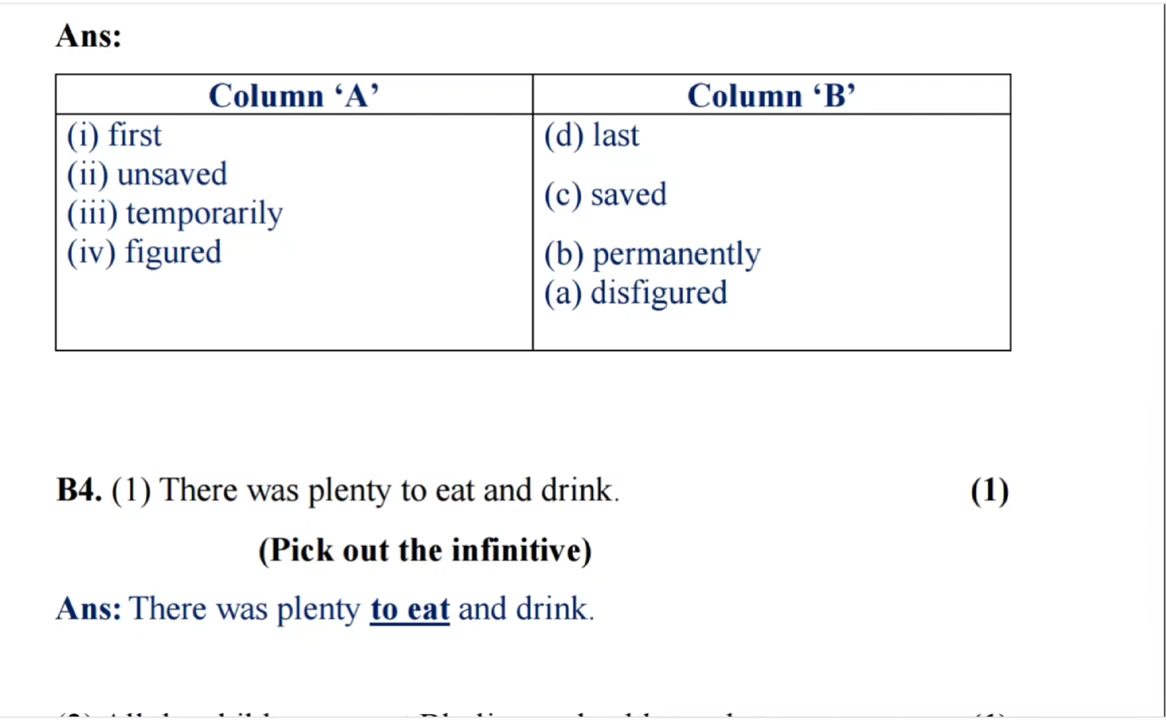 Ans:
Column ‘A’
Column ‘B’
(i) first
(ii) unsaved
(iii) temporarily
(iv) figured
(d) last
(c) saved
(b) permanently
(a) disfigured
B4. (1) There was plenty to eat and drink. (1)
(Pick out the infinitive)
Ans: There was plenty to eat and drink.